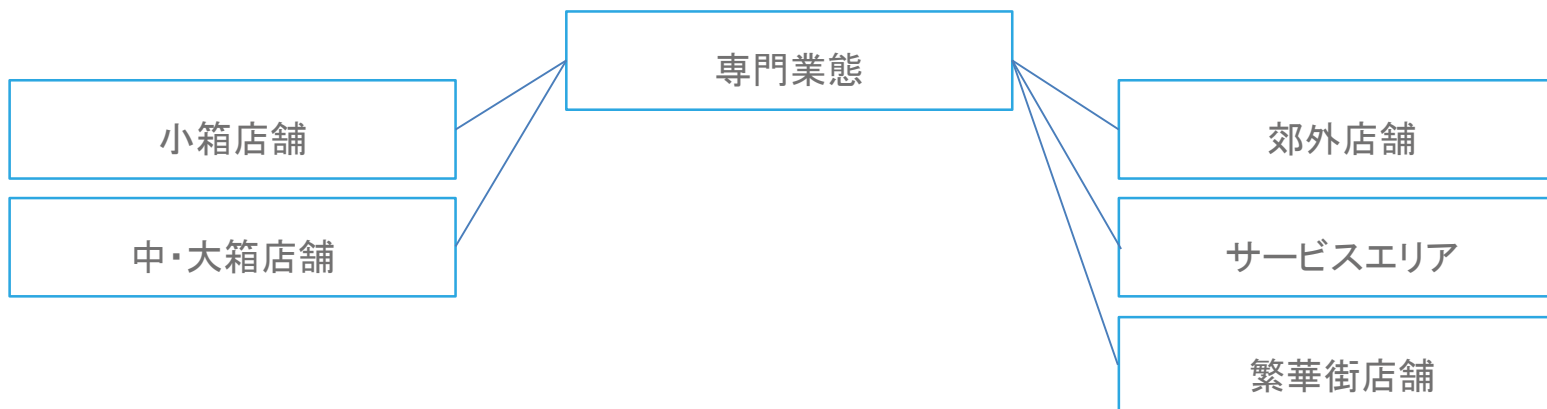 専門業態
小箱店舗
中・大箱店舗
郊外店舗
サービスエリア
繁華街店舗